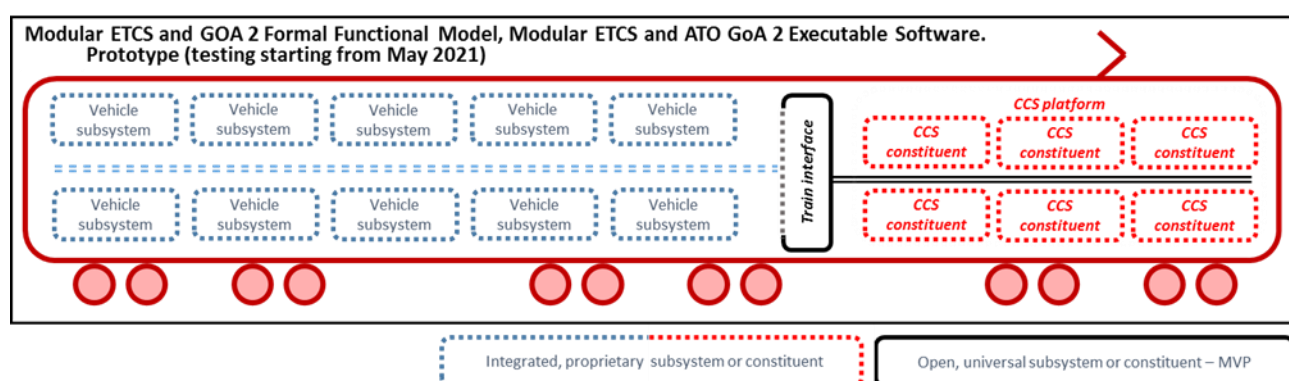 Modular ETCS and GOA 2 Formal Functional Model, Modular ETCS and ATO GoA 2 Executable Software.
Prototype (testing starting from May 2021)
Vehicle subsystem
Vehicle subsystem
Vehicle subsystem
Vehicle subsystem
Vehicle subsystem
Train interface
CCS platform
CCS constituent
CCS constituent
CCS constituent
Vehicle subsystem
Vehicle subsystem
Vehicle subsystem
Vehicle subsystem
Vehicle subsystem
CCS constituent
CCS constituent
CCS constituent
Integrated, proprietary subsystem or constituent
Open, universal subsystem or constituent – MVP